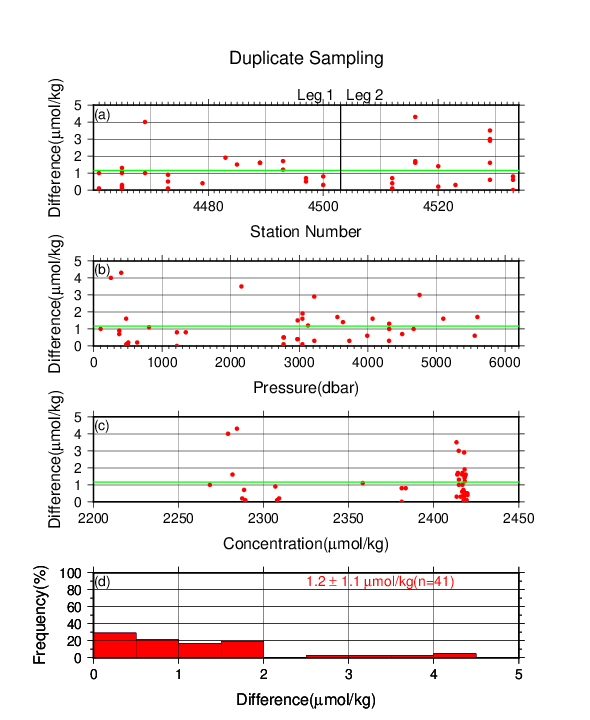 Duplicate Sampling
Leg 1 Leg 2
(a)
Difference(μmol/kg)
5
4
3
2
1
0
4480 4500 4520
Station Number
(b)
Difference(μmol/kg)
5
4
3
2
1
0
0 1000 2000 3000 4000 5000 6000
Pressure(dbar)
(c)
Difference(μmol/kg)
5
4
3
2
1
0
2200 2250 2300 2350 2400 2450
Concentration(μmol/kg)
(d)
1.2 ± 1.1 μmol/kg(n=41)
Frequency(%)
100
80
60
40
20
0
0 1 2 3 4 5
Difference(μmol/kg)